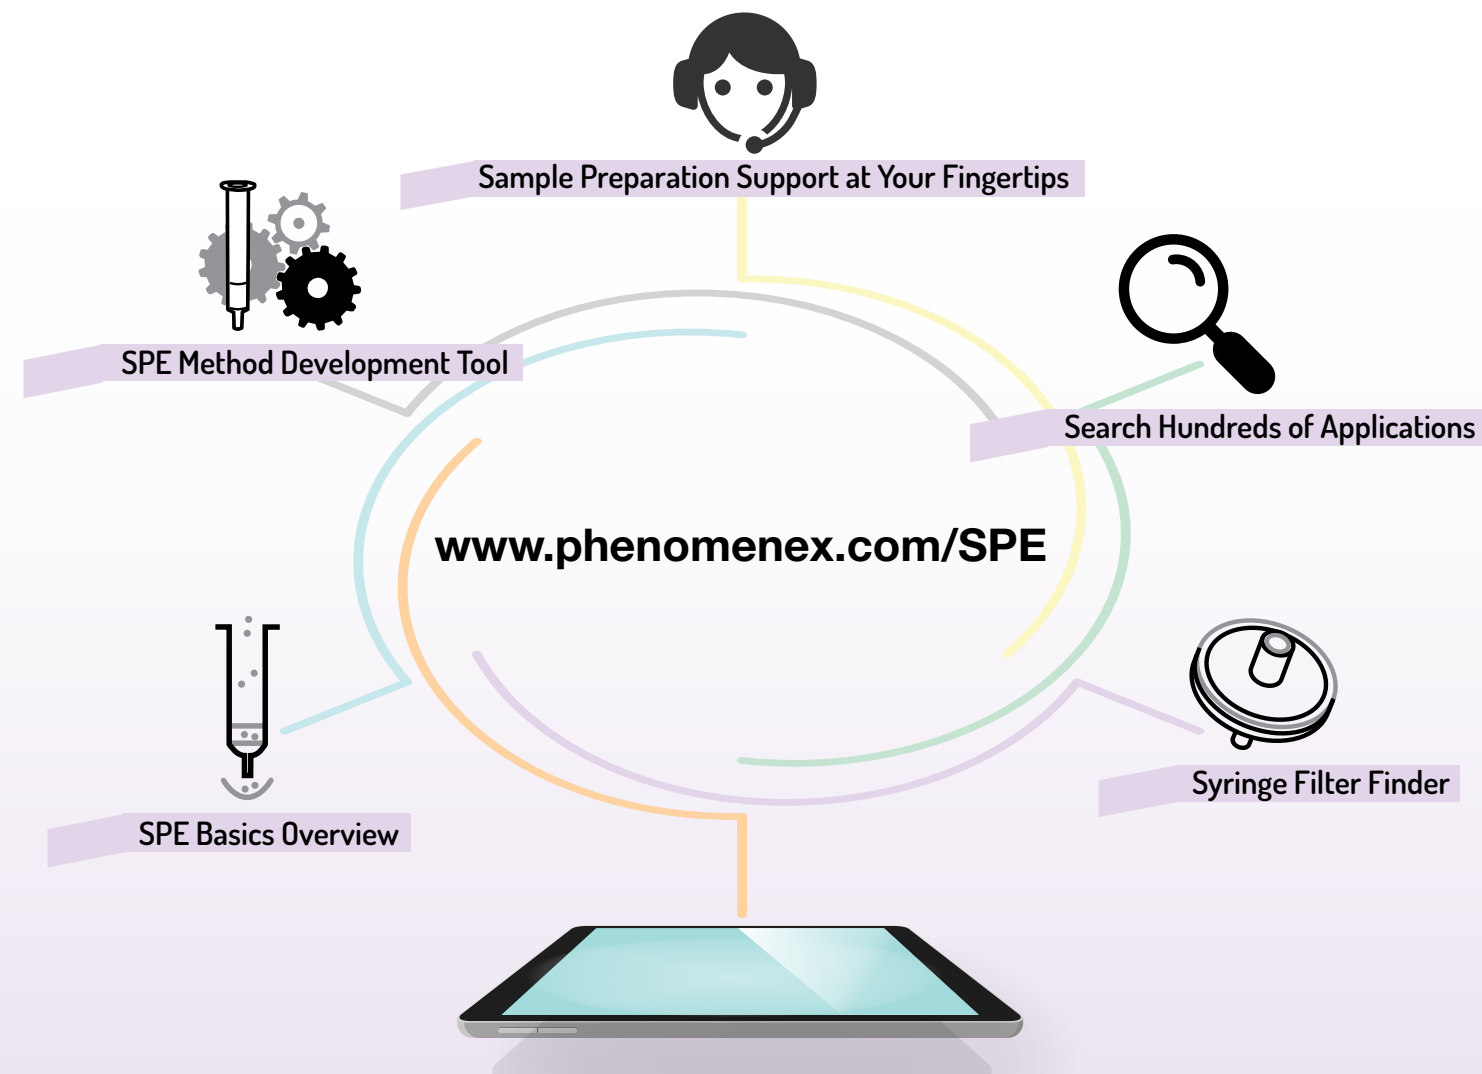 Sample Preparation Support at Your Fingertips
SPE Method Development Tool
Search Hundreds of Applications
www.phenomenex.com/SPE
Syringe Filter Finder
SPE Basics Overview